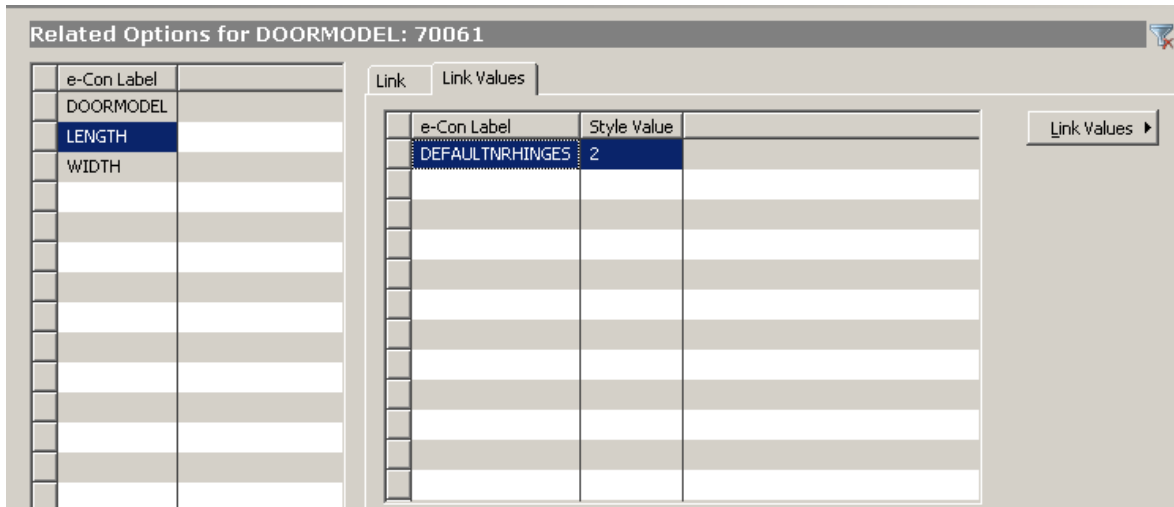 Related Options for DOORMODEL: 70061
e-Con Label
DOORMODEL
LENGTH
WIDTH
Link
Link Values
e-Con Label Style Value
DEFAULTNRHINGES 2
Link Values